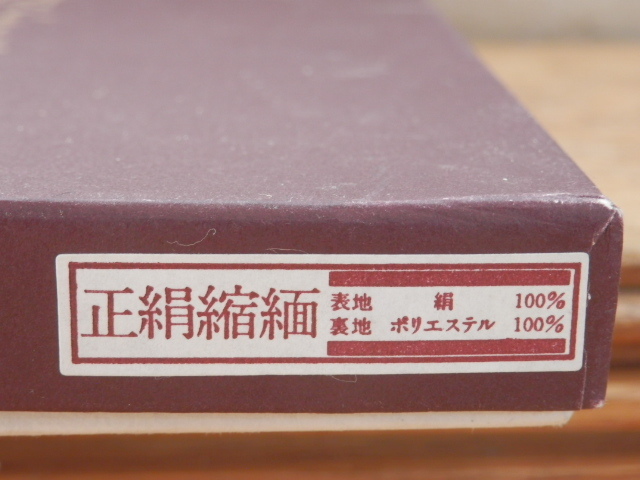 正絹縮緬
表地 絹 100%
裏地 ポリエステル 100%